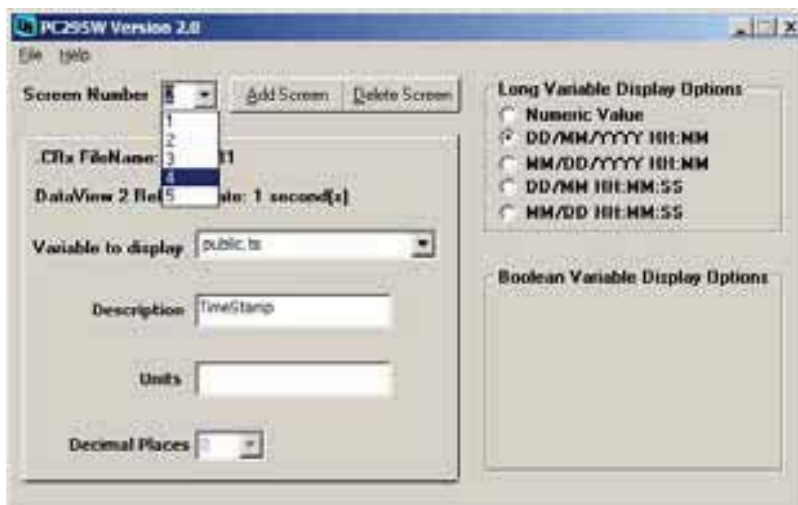 PC295W Version 2.0
File Help
Screen Number
Add Screen Delete Screen
1
2
3
4
5
.CRx FileName:
DataView 2 1 second(s)
Variable to display public.ts
Description TimeStamp
Units
Decimal Places
Long Variable Display Options
Numeric Value
DD/MM/YYYY HH:MM
MM/DD/YYYY HH:MM
DD/MM HH:MM:SS
MM/DD HH:MM:SS
Boolean Variable Display Options